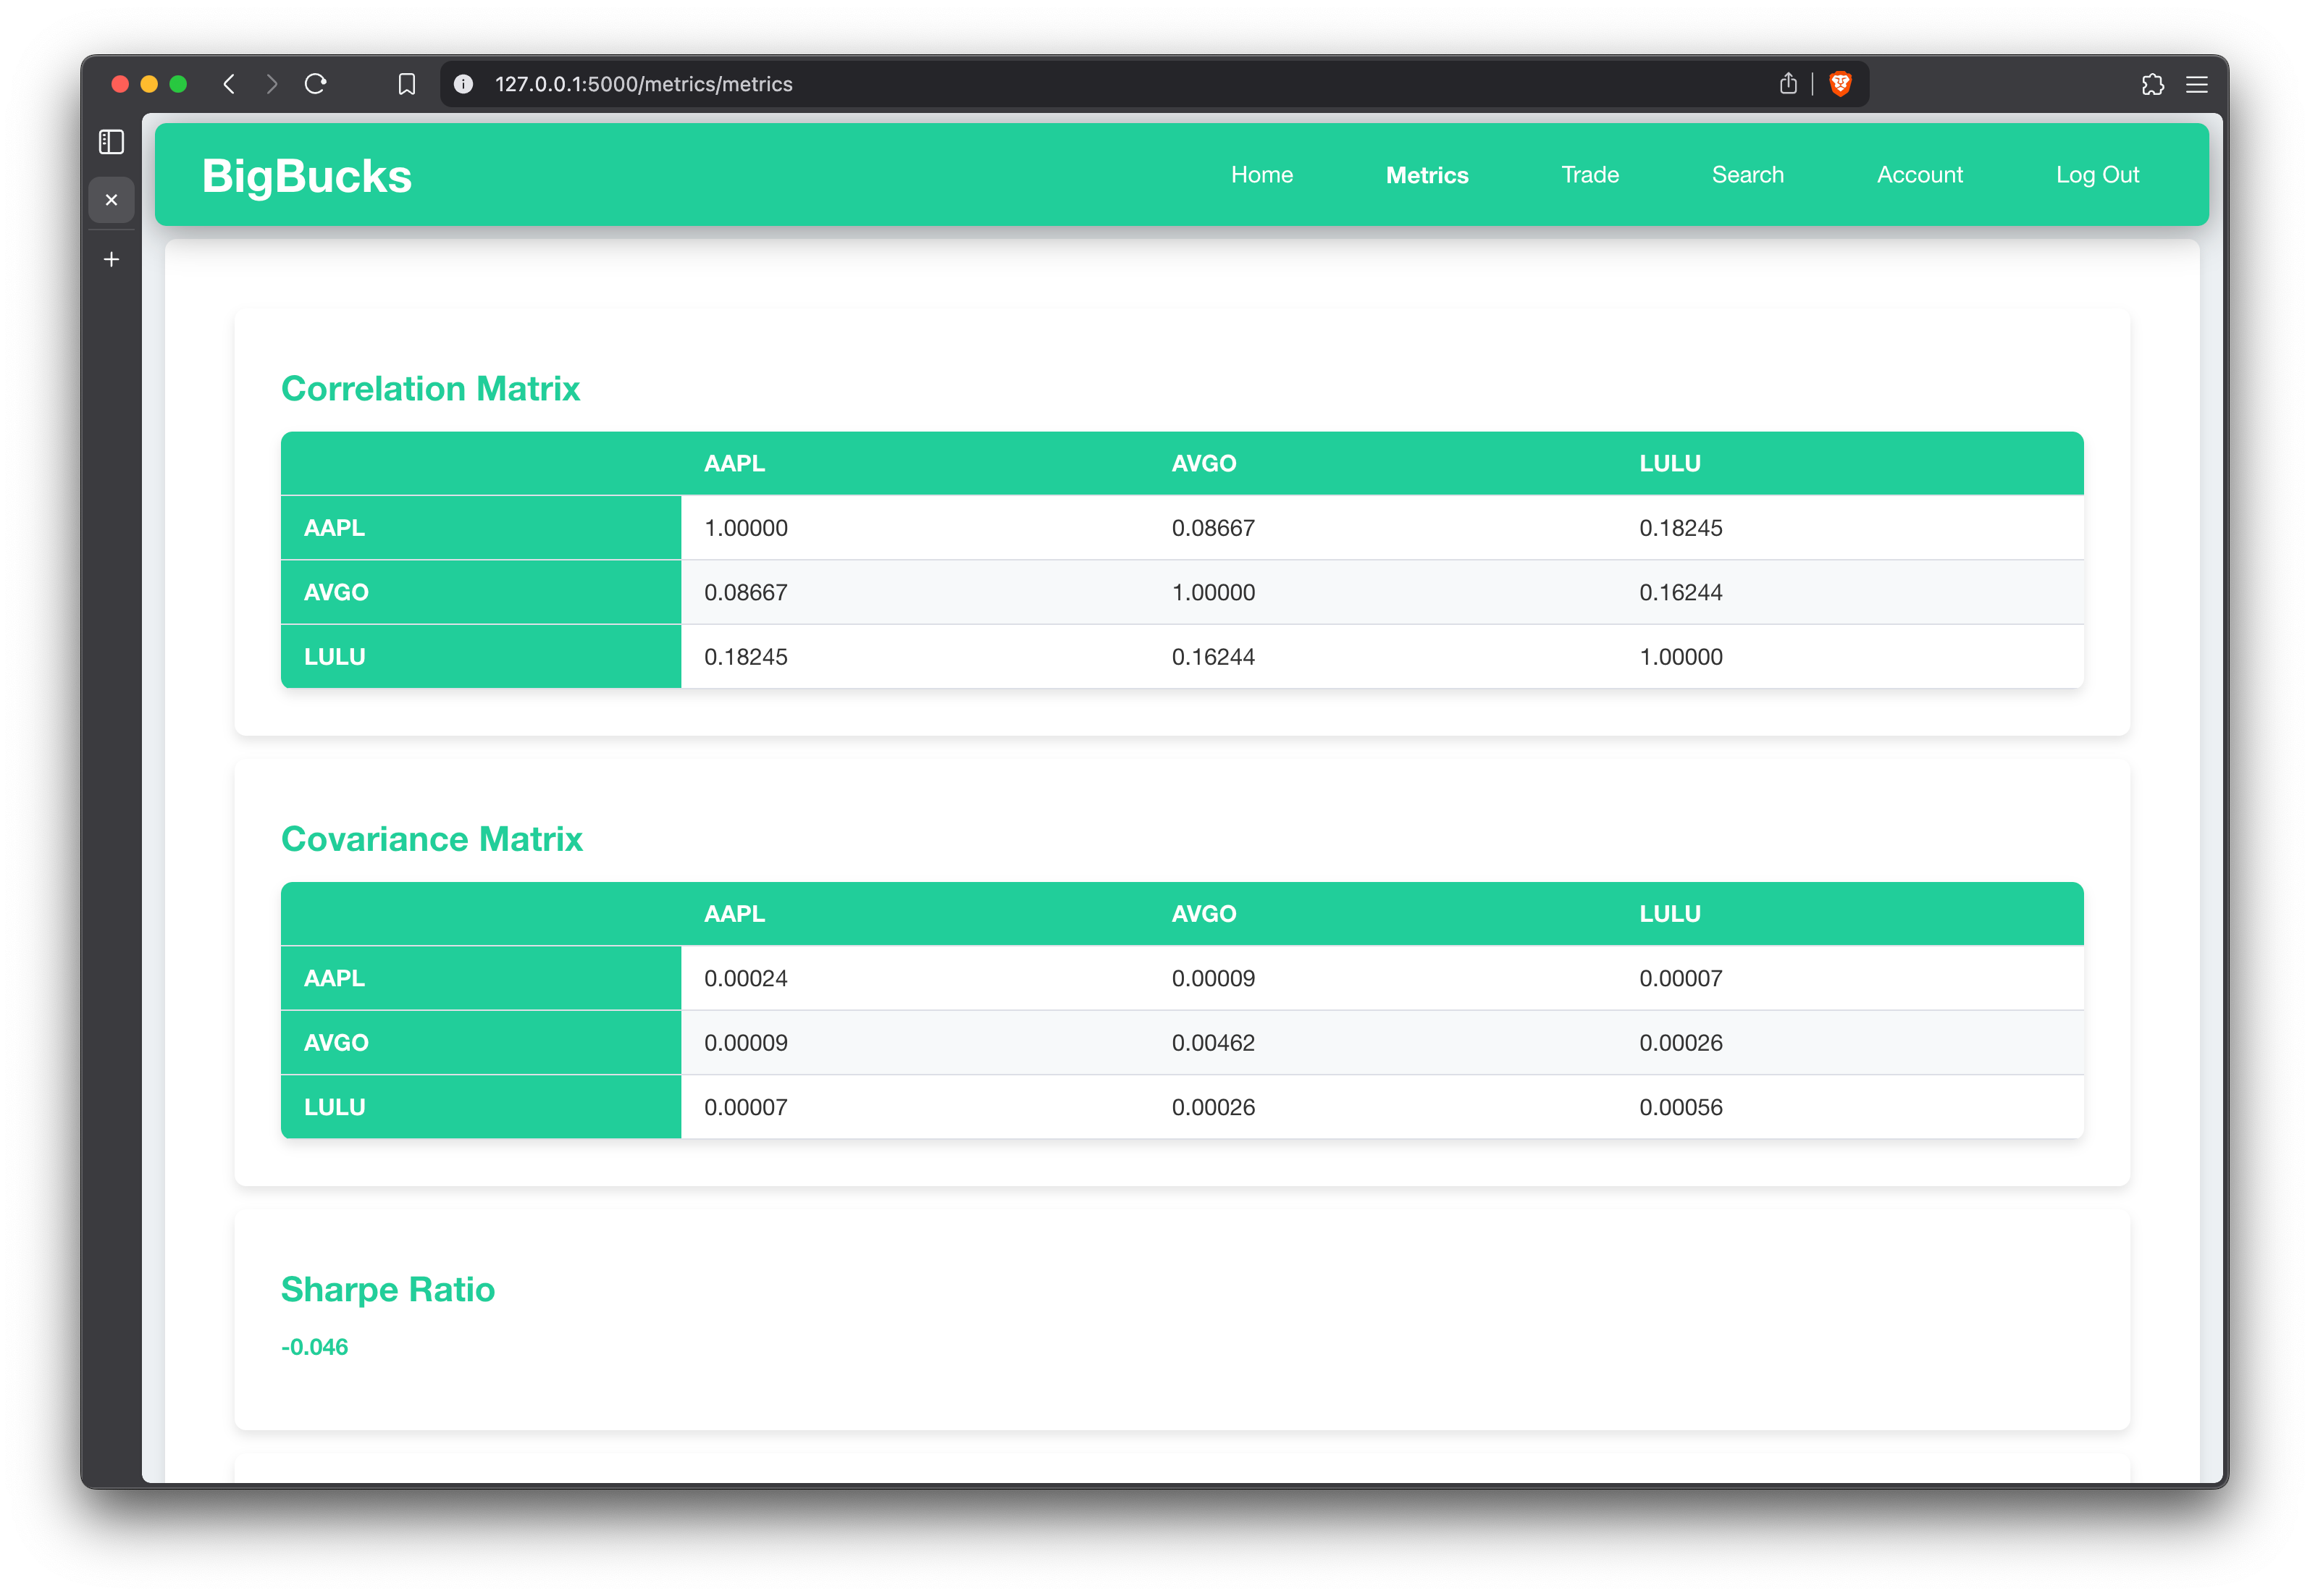 127.0.0.1:5000/metrics/metrics
BigBucks Home Metrics Trade Search Account Log Out
Correlation Matrix
AAPL AVGO LULU
AAPL 1.00000 0.08667 0.18245
AVGO 0.08667 1.00000 0.16244
LULU 0.18245 0.16244 1.00000
Covariance Matrix
AAPL AVGO LULU
AAPL 0.00024 0.00009 0.00007
AVGO 0.00009 0.00462 0.00026
LULU 0.00007 0.00026 0.00056
Sharpe Ratio
-0.046